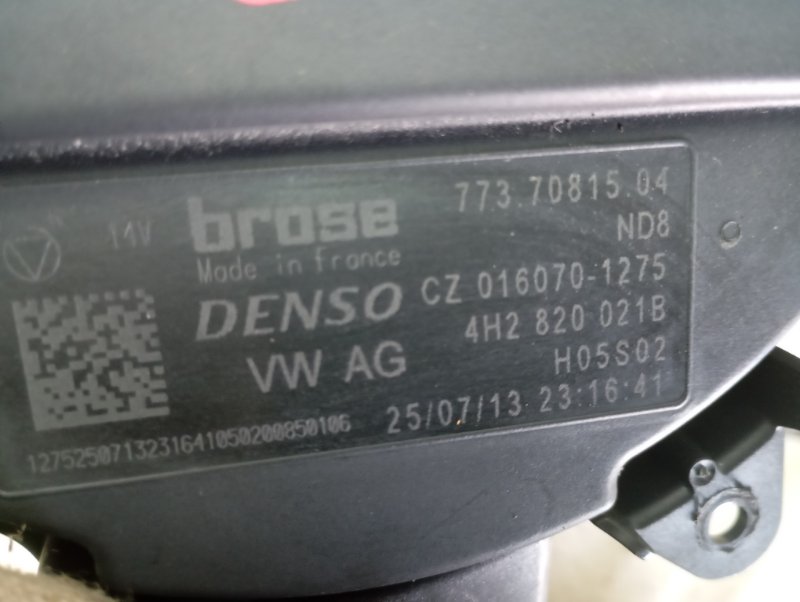 14V
brose
773.70815.04
Made in france
ND8
DENSO
CZ 016070-1275
VW AG
4H2 820 021B
H05S02
25/07/13 23:16:41
1275250713231641050200850106